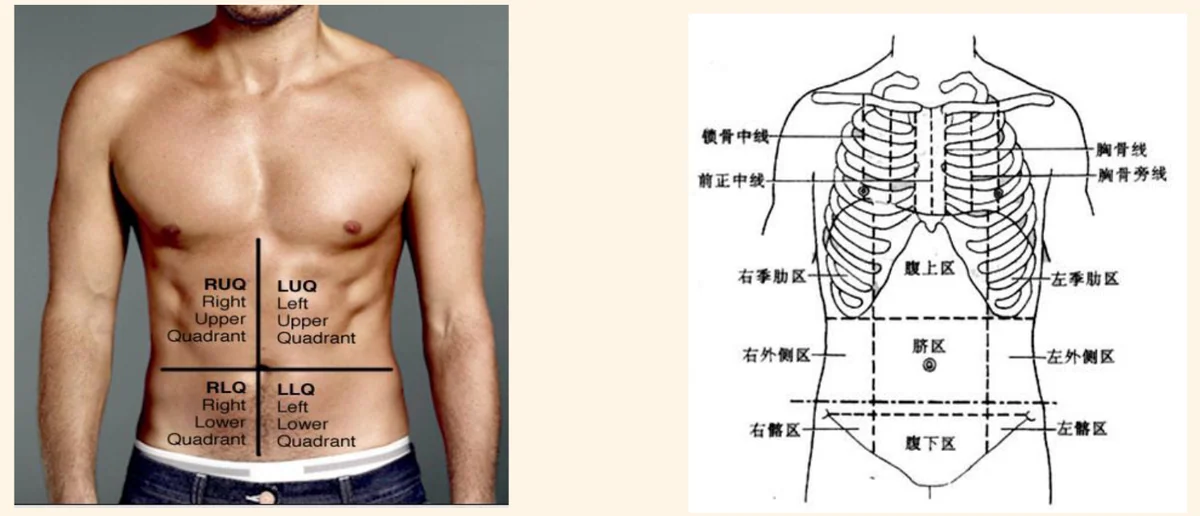 RUQ
Right
Upper
Quadrant
LUQ
Left
Upper
Quadrant
RLQ
Right
Lower
Quadrant
LLQ
Left
Lower
Quadrant
锁骨中线
前正中线
胸骨线
胸骨旁线
右季肋区
腹上区
左季肋区
右外侧区
脐区
左外侧区
右髂区
腹下区
左髂区